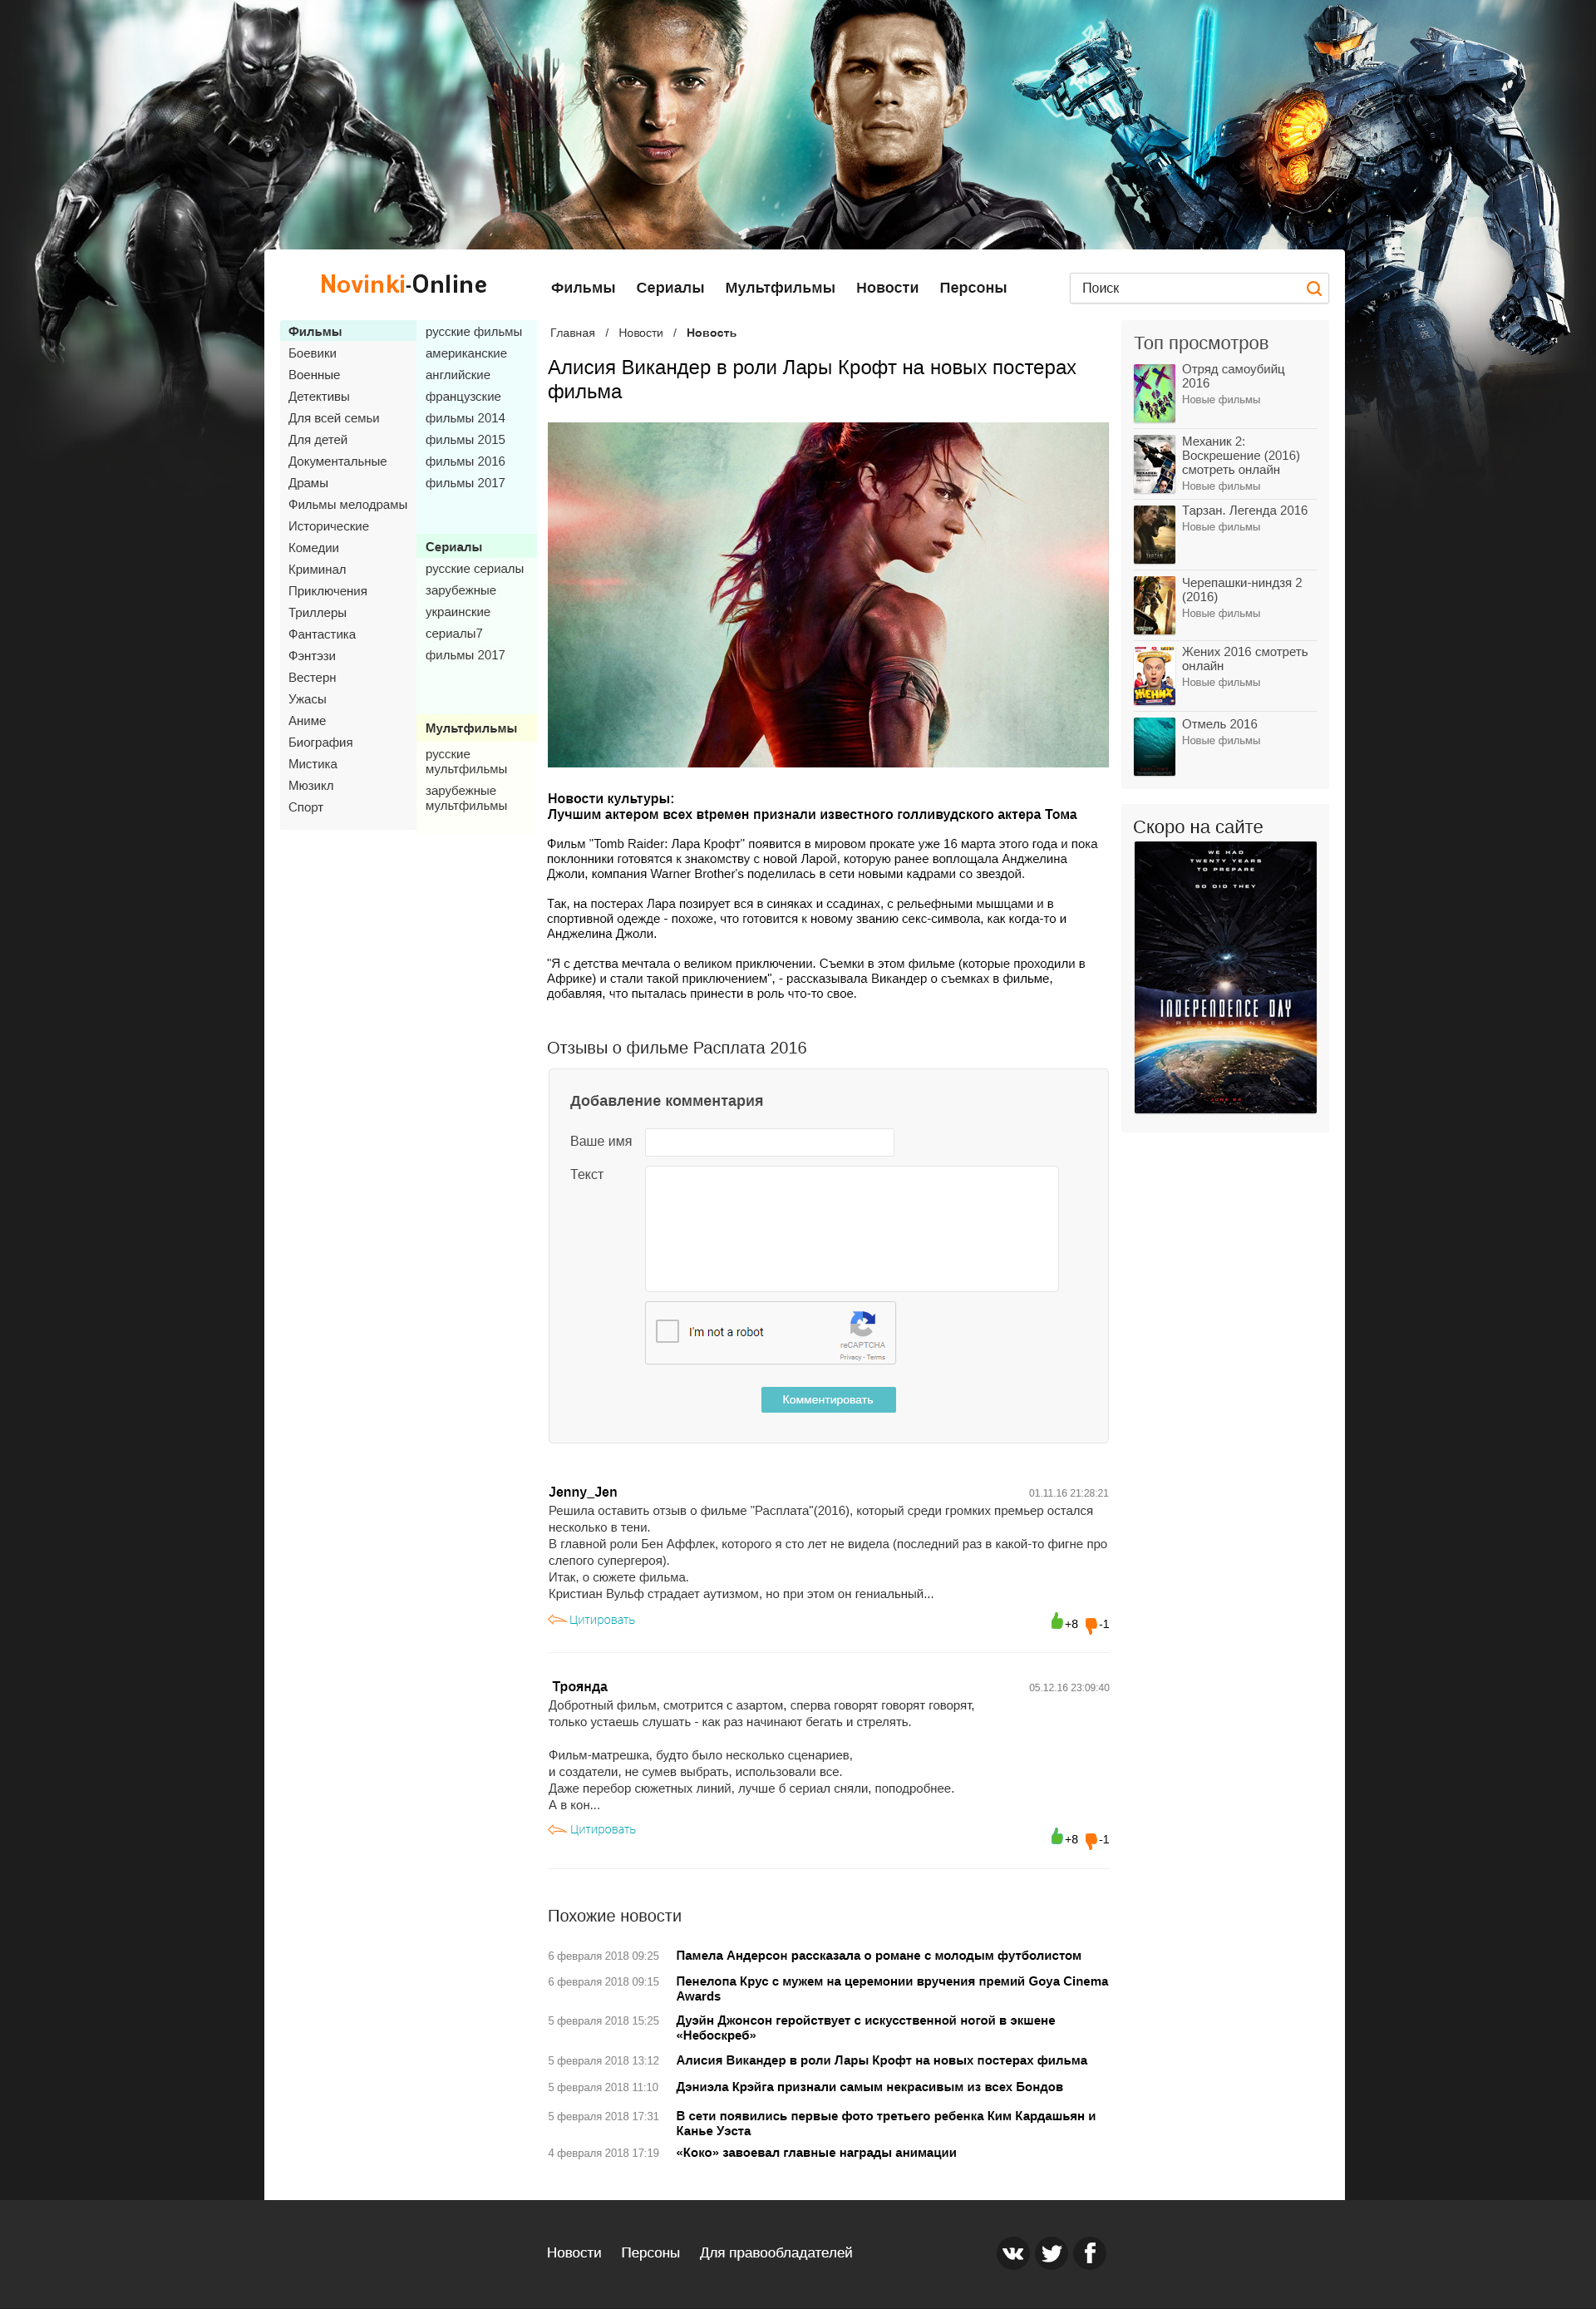 Novinki-Online
Фильмы Сериалы Мультфильмы Новости Персоны
Поиск
Фильмы
Боевики
Военные
Детективы
Для всей семьи
Для детей
Документальные
Драмы
Фильмы мелодрамы
Исторические
Комедии
Криминал
Приключения
Триллеры
Фантастика
Фэнтэзи
Вестерн
Ужасы
Аниме
Биография
Мистика
Мюзикл
Спорт
русские фильмы
американские
английские
французские
фильмы 2014
фильмы 2015
фильмы 2016
фильмы 2017
Сериалы
русские сериалы
зарубежные
украинские
сериалы7
фильмы 2017
Мультфильмы
русские
мультфильмы
зарубежные
мультфильмы
Главная / Новости / Новость
Алисия Викандер в роли Лары Крофт на новых постерах
фильма
Новости культуры:
Лучшим актером всех вtремен признали известного голливудского актера Тома
Фильм "Tomb Raider: Лара Крофт" появится в мировом прокате уже 16 марта этого года и пока
поклонники готовятся к знакомству с новой Ларой, которую ранее воплощала Анджелина
Джоли, компания Warner Brother's поделилась в сети новыми кадрами со звездой.
Так, на постерах Лара позирует вся в синяках и ссадинах, с рельефными мышцами и в
спортивной одежде - похоже, что готовится к новому званию секс-символа, как когда-то и
Анджелина Джоли.
"Я с детства мечтала о великом приключении. Съемки в этом фильме (которые проходили в
Африке) и стали такой приключением", - рассказывала Викандер о съемках в фильме,
добавляя, что пыталась принести в роль что-то свое.
Отзывы о фильме Расплата 2016
Добавление комментария
Ваше имя
Текст
I'm not a robot
reCAPTCHA
Privacy - Terms
Комментировать
Jenny_Jen 01.11.16 21:28:21
Решила оставить отзыв о фильме "Расплата"(2016), который среди громких премьер остался
несколько в тени.
В главной роли Бен Аффлек, которого я сто лет не видела (последний раз в какой-то фигне про
слепого супергероя).
Итак, о сюжете фильма.
Кристиан Вульф страдает аутизмом, но при этом он гениальный...
Цитировать +8 -1
Троянда 05.12.16 23:09:40
Добротный фильм, смотрится с азартом, сперва говорят говорят говорят,
только устаешь слушать - как раз начинают бегать и стрелять.
Фильм-матрешка, будто было несколько сценариев,
и создатели, не сумев выбрать, использовали все.
Даже перебор сюжетных линий, лучше б сериал сняли, поподробнее.
А в кон...
Цитировать +8 -1
Похожие новости
6 февраля 2018 09:25 Памела Андерсон рассказала о романе с молодым футболистом
6 февраля 2018 09:15 Пенелопа Крус с мужем на церемонии вручения премий Goya Cinema
Awards
5 февраля 2018 15:25 Дуэйн Джонсон геройствует с искусственной ногой в экшене
«Небоскреб»
5 февраля 2018 13:12 Алисия Викандер в роли Лары Крофт на новых постерах фильма
5 февраля 2018 11:10 Дэниэла Крэйга признали самым некрасивым из всех Бондов
5 февраля 2018 17:31 В сети появились первые фото третьего ребенка Ким Кардашьян и
Канье Уэста
4 февраля 2018 17:19 «Коко» завоевал главные награды анимации
Топ просмотров
Отряд самоубийц
2016
Новые фильмы
Механик 2:
Воскрешение (2016)
смотреть онлайн
Новые фильмы
Тарзан. Легенда 2016
Новые фильмы
Черепашки-ниндзя 2
(2016)
Новые фильмы
ЖЕНИХ
Жених 2016 смотреть
онлайн
Новые фильмы
Отмель 2016
Новые фильмы
Скоро на сайте
WE HAD
TWENTY YEARS
TO PREPARE
SO DID THEY
INDEPENDENCE DAY
RESURGENCE
Новости Персоны Для правообладателей